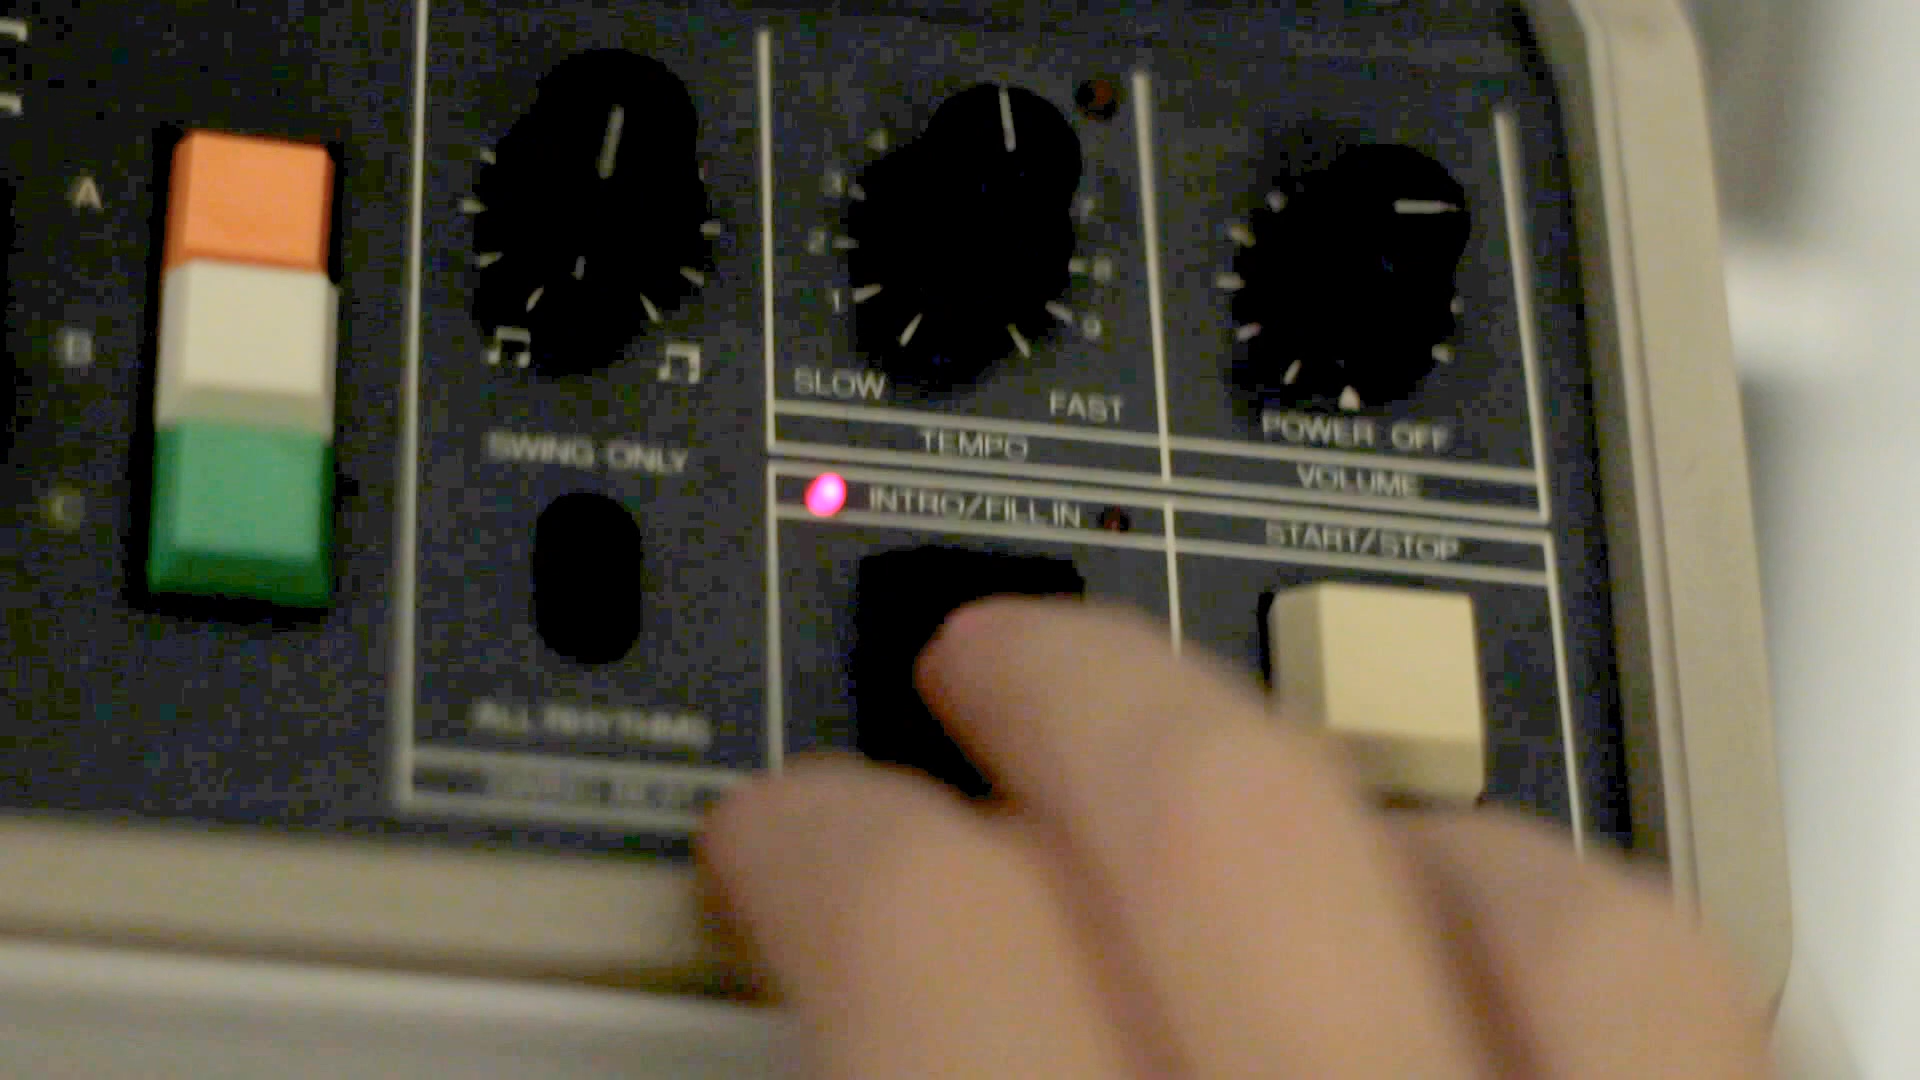 A
B
C
SWING ONLY
ALL RHYTHMS
3
2
1
7
8
9
SLOW
FAST
TEMPO
POWER OFF
VOLUME
INTRO/FILL IN
START/STOP